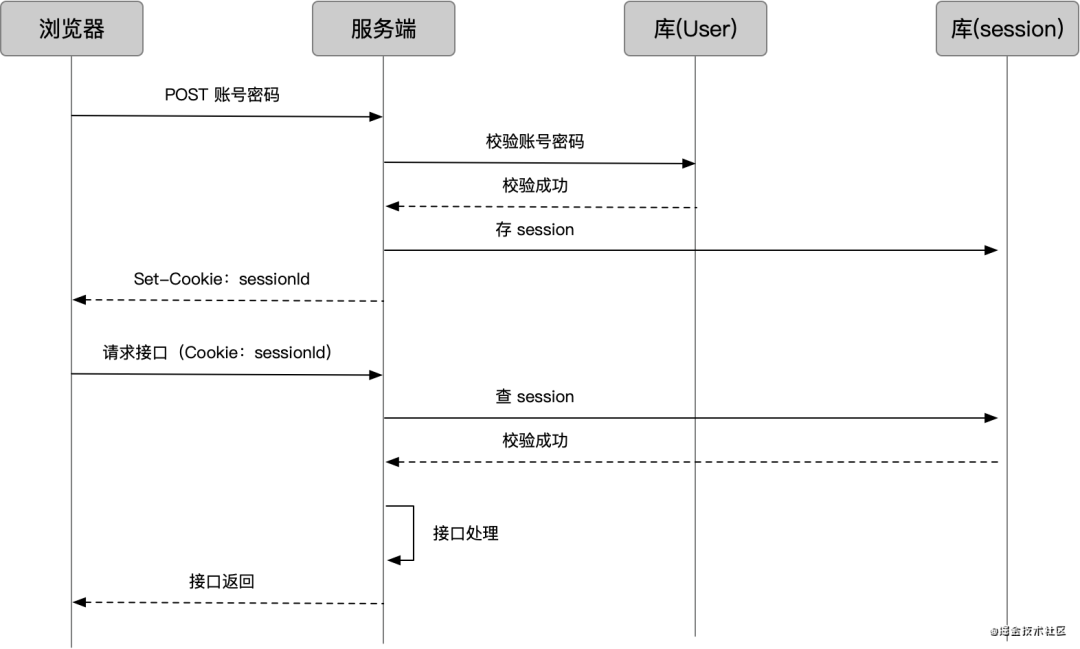 浏览器
服务端
库(User)
库(session)
POST 账号密码
校验账号密码
校验成功
存 session
Set-Cookie：sessionId
请求接口（Cookie：sessionId）
查 session
校验成功
接口处理
接口返回
@掘金技术社区